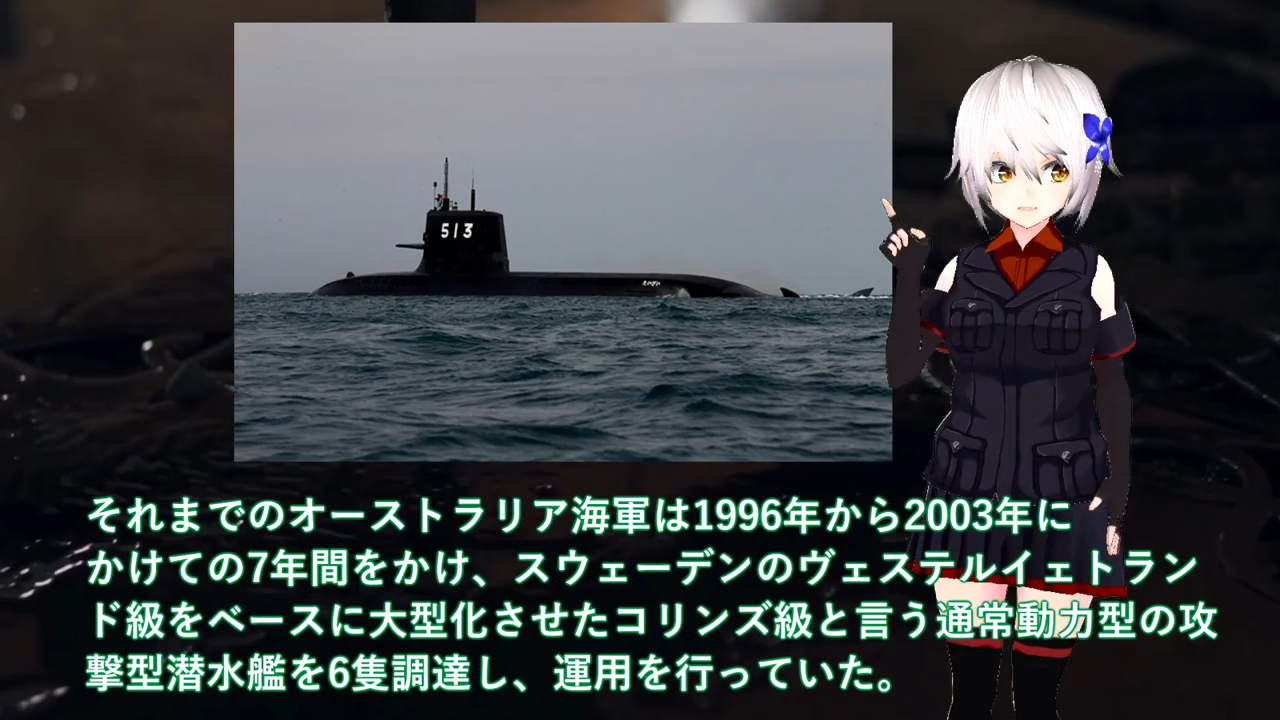 513
それまでのオーストラリア海軍は1996年から2003年に
かけての7年間をかけ、スウェーデンのヴェステルイェトラン
ド級をベースに大型化させたコリンズ級と言う通常動力型の攻
撃型潜水艦を6隻調達し、運用を行っていた。